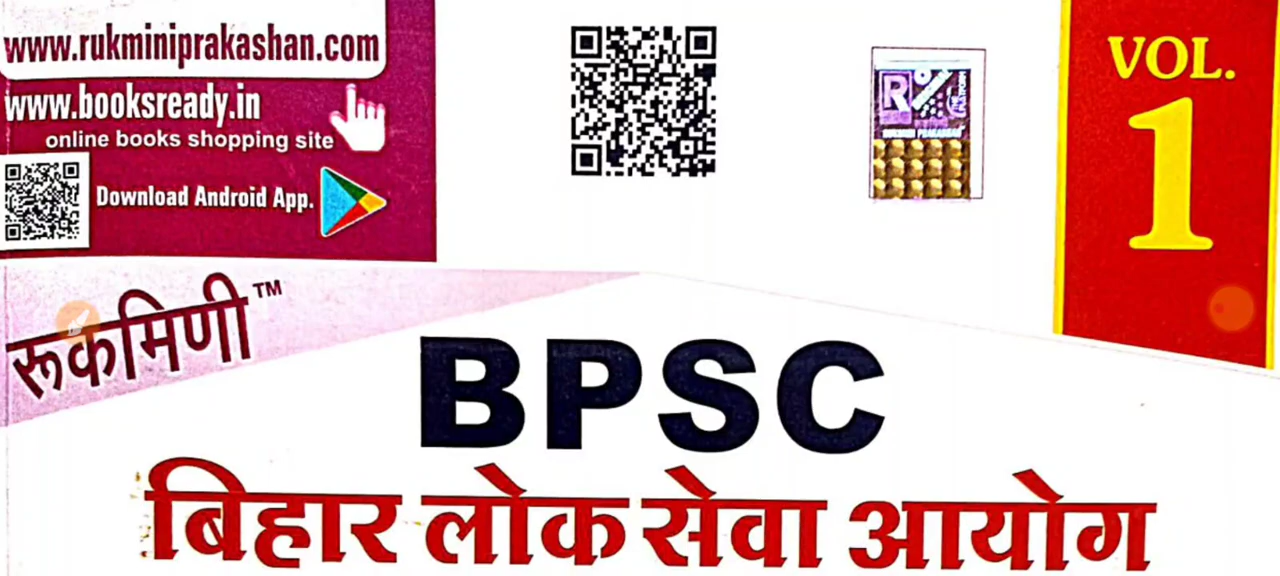 www.rukminiprakashan.com
www.booksready.in
online books shopping site
Download Android App.
VOL.
1
रूकमिणी™
BPSC
बिहार लोक सेवा आयोग